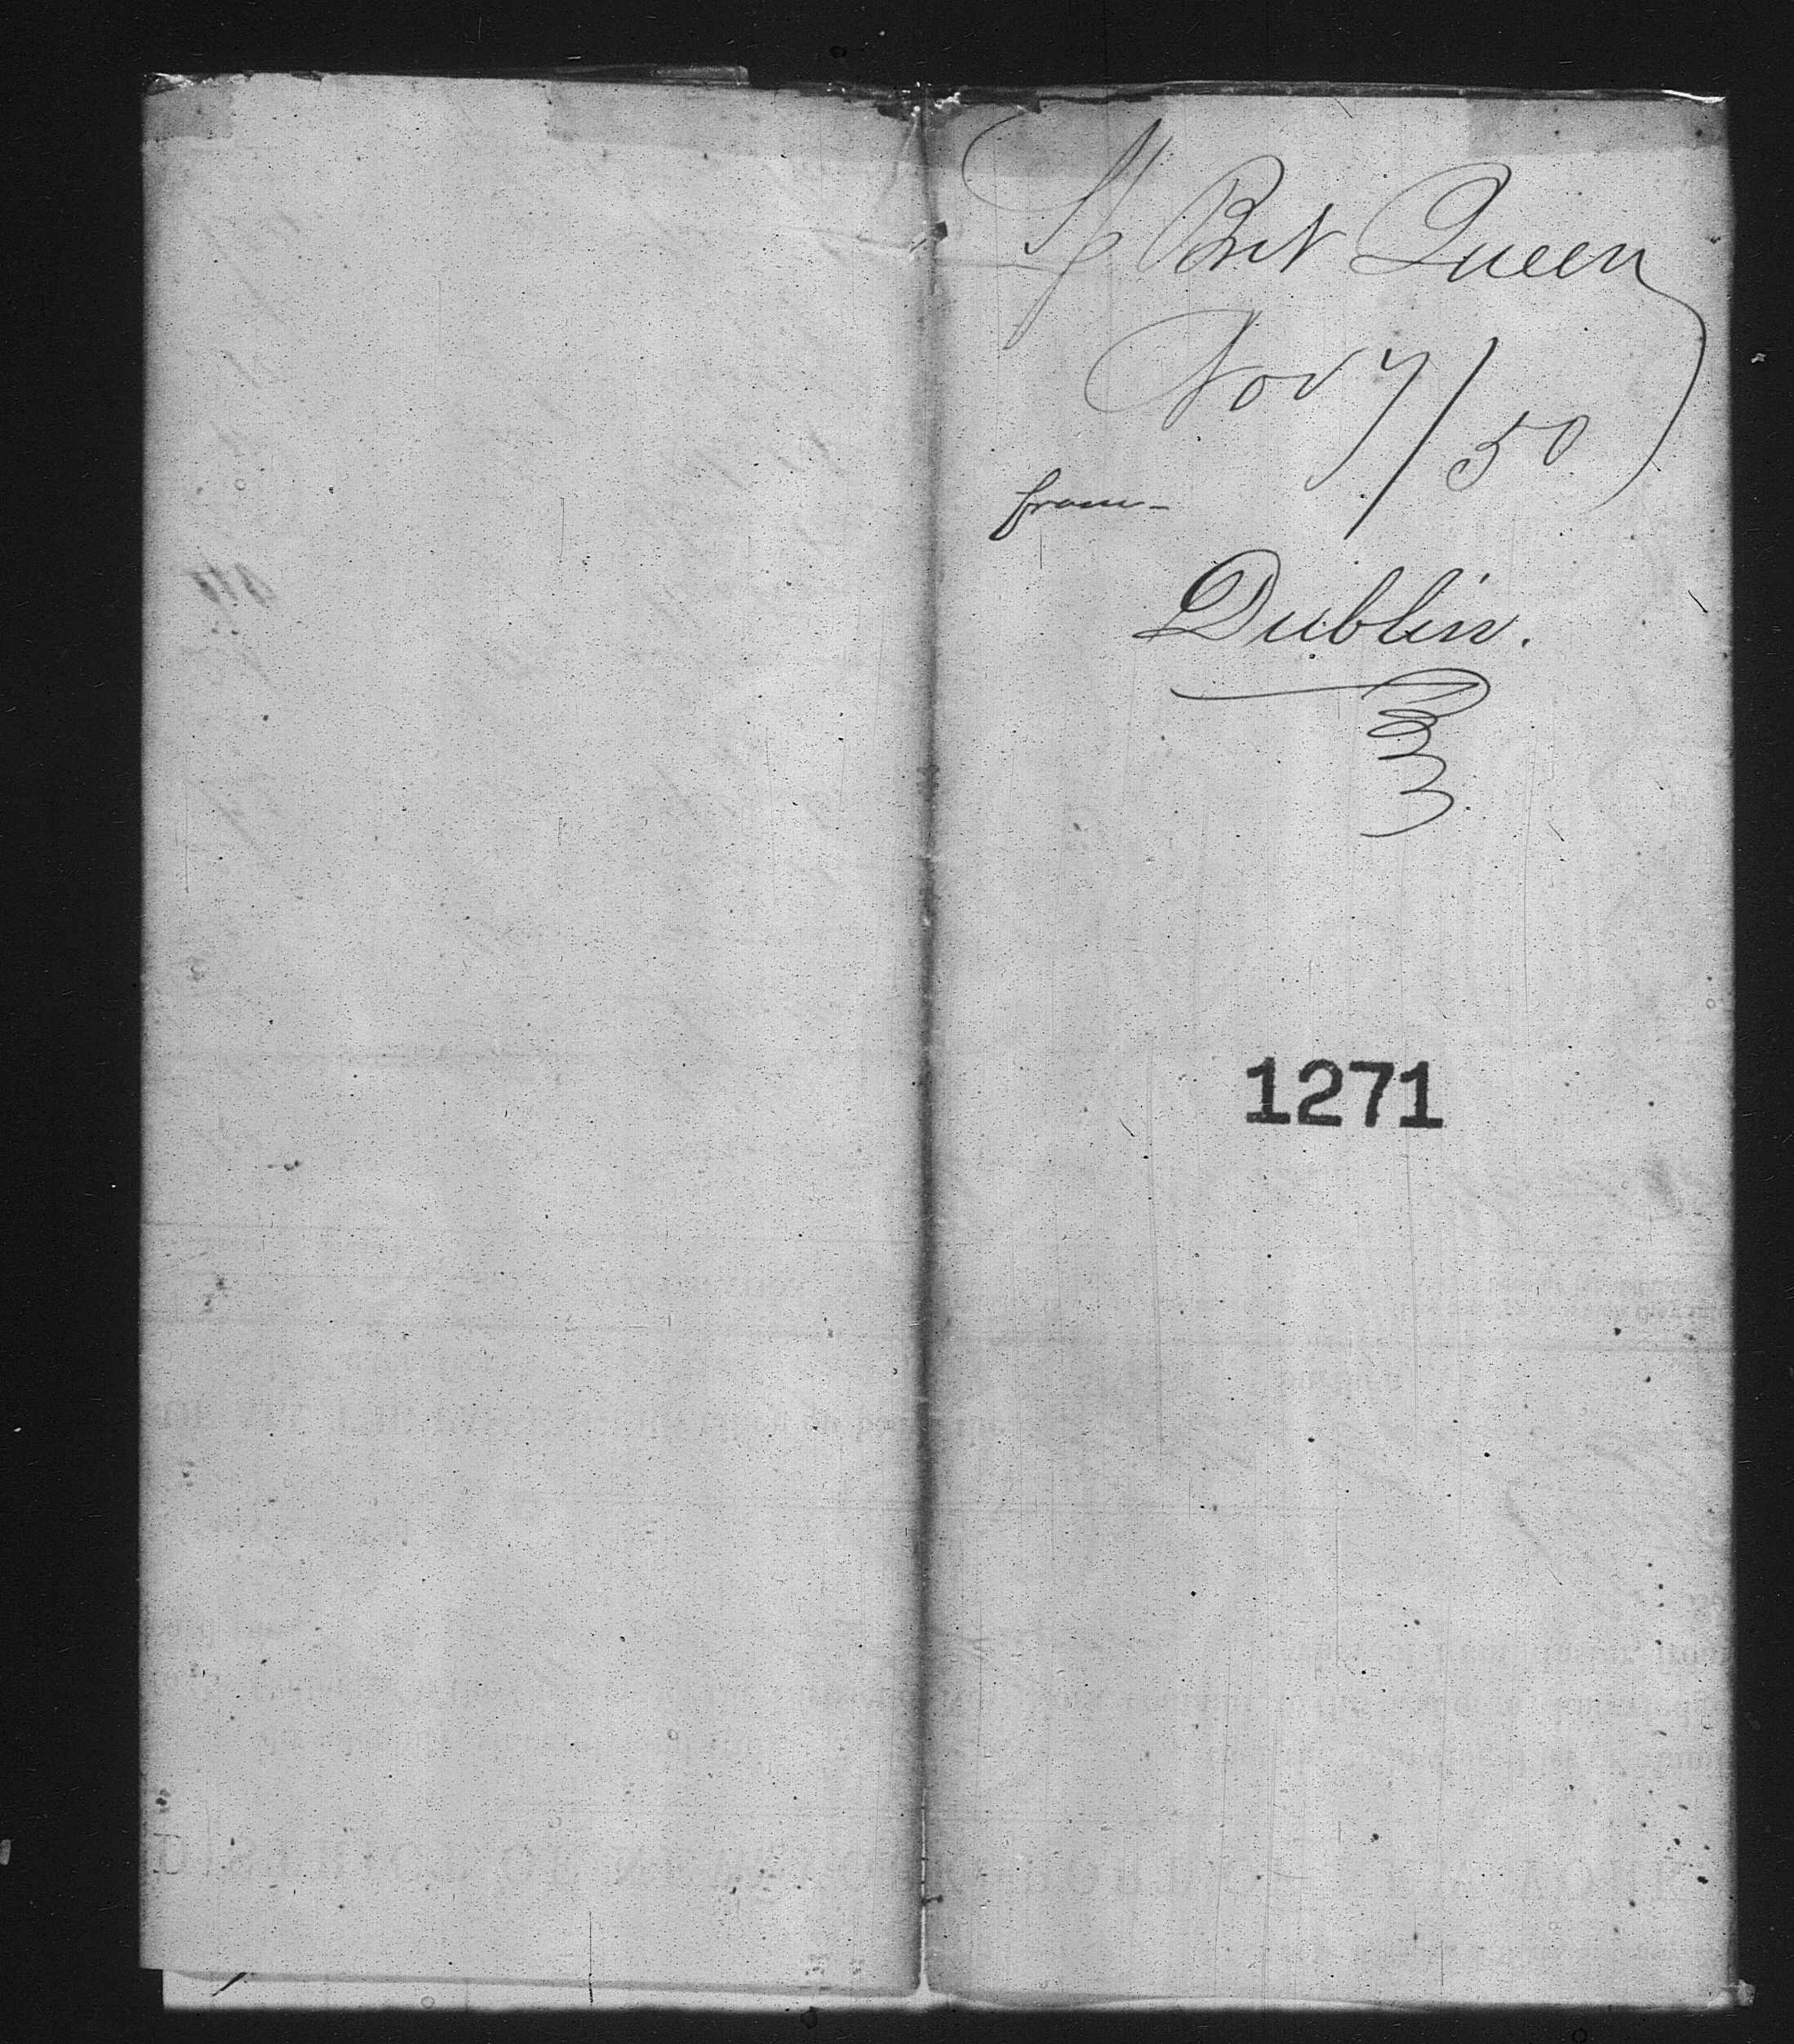 Sp Brit Queen
Nov 7/50
from-
Dublin.
1271